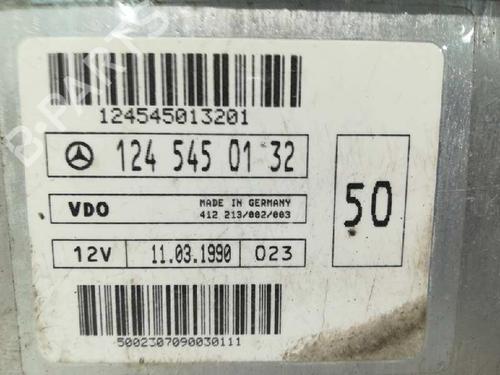 124545013201
124 545 01 32
VDO MADE IN GERMANY
412 213/002/003
50
12V 11.03.1990 023
5002307090030111
B-PARTS